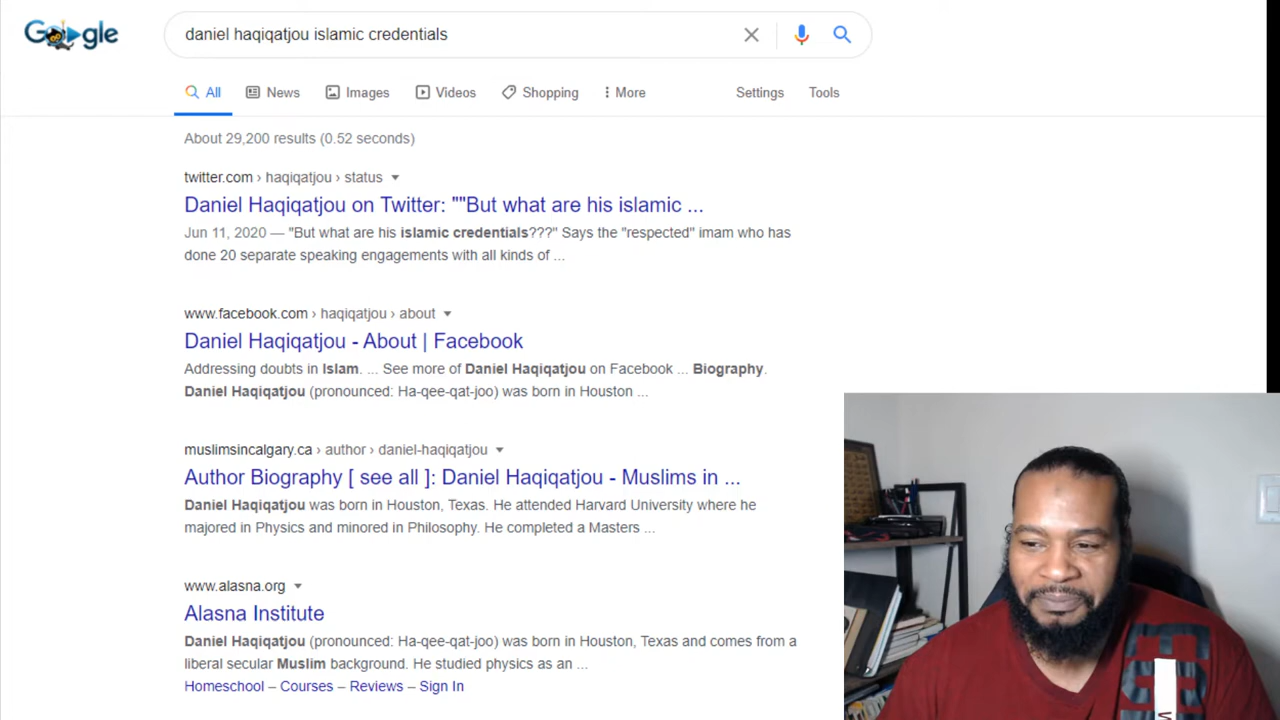 Google
daniel haqiqatjou islamic credentials
All News Images Videos Shopping More Settings Tools
About 29,200 results (0.52 seconds)
twitter.com › haqiqatjou › status
Daniel Haqiqatjou on Twitter: ""But what are his islamic ...
Jun 11, 2020 — "But what are his islamic credentials???" Says the "respected" imam who has
done 20 separate speaking engagements with all kinds of ...
www.facebook.com › haqiqatjou › about
Daniel Haqiqatjou - About | Facebook
Addressing doubts in Islam. ... See more of Daniel Haqiqatjou on Facebook ... Biography.
Daniel Haqiqatjou (pronounced: Ha-qee-qat-joo) was born in Houston ...
muslimsincalgary.ca › author › daniel-haqiqatjou
Author Biography [ see all ]: Daniel Haqiqatjou - Muslims in ...
Daniel Haqiqatjou was born in Houston, Texas. He attended Harvard University where he
majored in Physics and minored in Philosophy. He completed a Masters ...
www.alasna.org
Alasna Institute
Daniel Haqiqatjou (pronounced: Ha-qee-qat-joo) was born in Houston, Texas and comes from a
liberal secular Muslim background. He studied physics as an ...
Homeschool – Courses – Reviews – Sign In